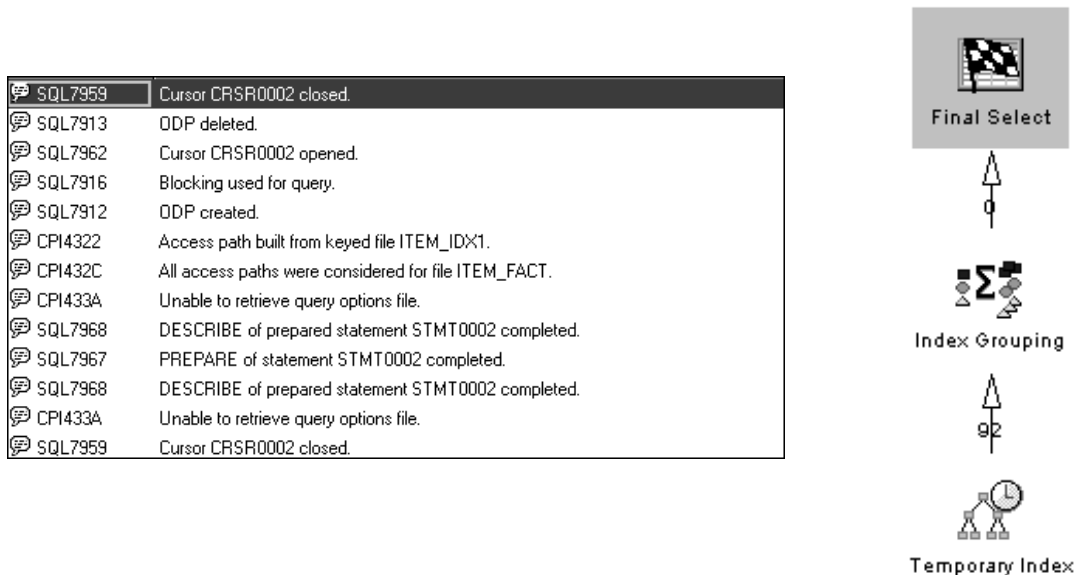 SQL7959 Cursor CRSR0002 closed.
SQL7913 ODP deleted.
SQL7962 Cursor CRSR0002 opened.
SQL7916 Blocking used for query.
SQL7912 ODP created.
CPI4322 Access path built from keyed file ITEM_IDX1.
CPI432C All access paths were considered for file ITEM_FACT.
CPI433A Unable to retrieve query options file.
SQL7968 DESCRIBE of prepared statement STMT0002 completed.
SQL7967 PREPARE of statement STMT0002 completed.
SQL7968 DESCRIBE of prepared statement STMT0002 completed.
CPI433A Unable to retrieve query options file.
SQL7959 Cursor CRSR0002 closed.
Final Select
0
Index Grouping
92
Temporary Index